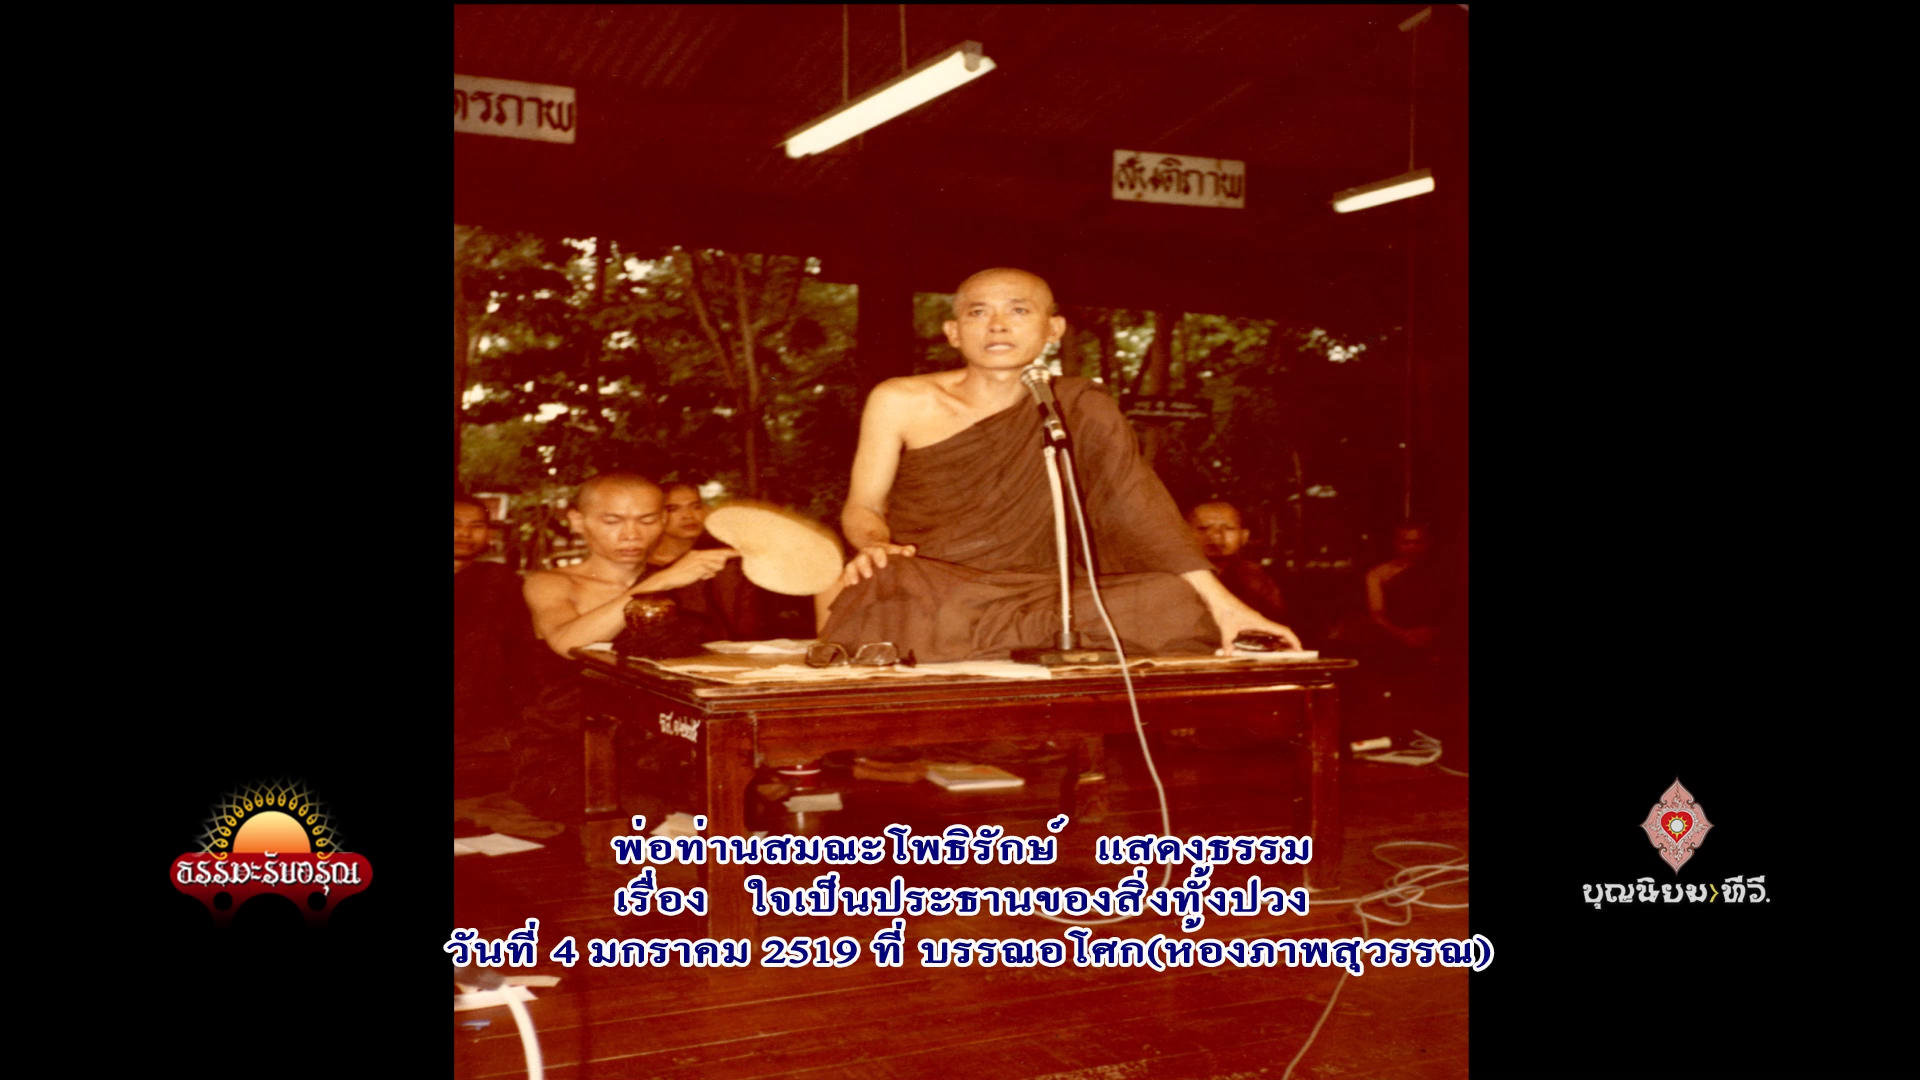 ตรภาพ
สันติภาพ
ธรรมะรับอรุณ
บุญนิยม>ทีวี.
พ่อท่านสมณะโพธิรักษ์ แสดงธรรม
เรื่อง ใจเป็นประธานของสิ่งทั้งปวง
วันที่ 4 มกราคม 2519 ที่ บรรณอโศก(ห้องภาพสุวรรณ)